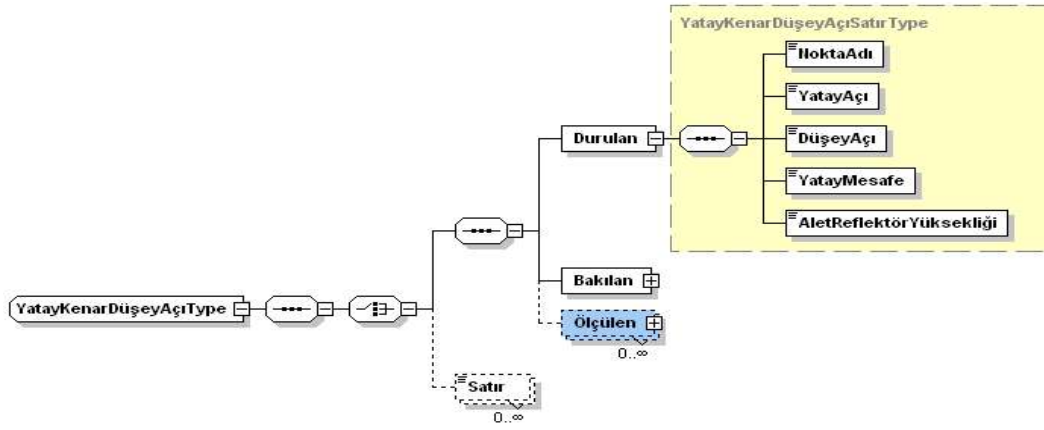 YatayKenarDüşeyAçıSatırType
NoktaAdı
YatayAçı
Durulan
DüşeyAçı
YatayMesafe
AletReflektörYüksekliği
Bakılan
YatayKenarDüşeyAçıType
Ölçülen
0..∞
Satır
0..∞